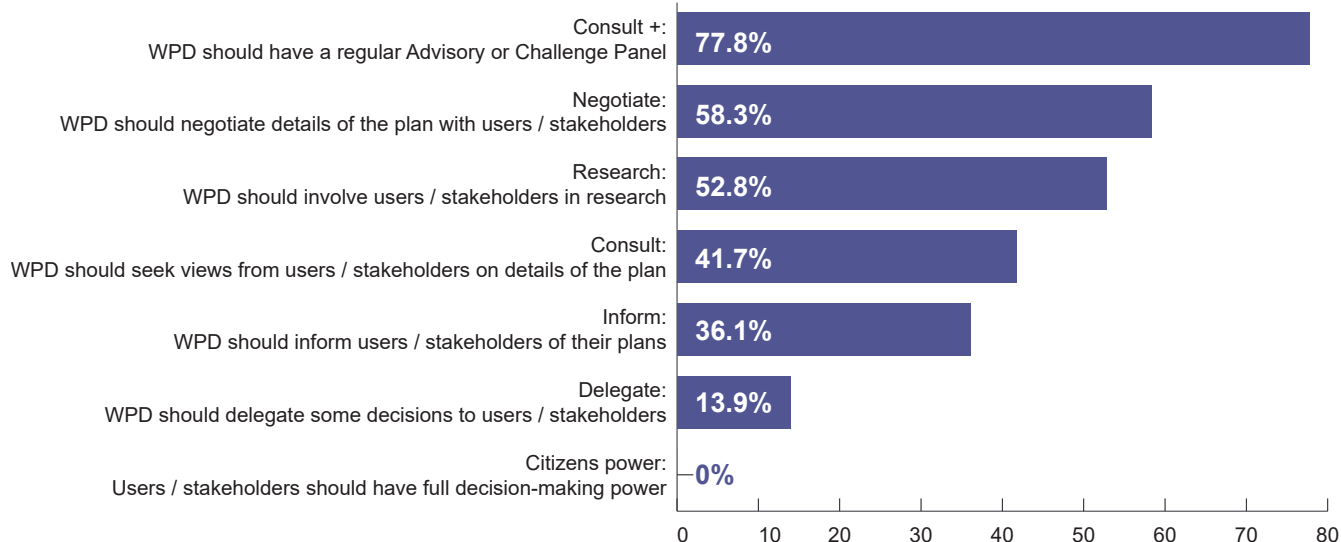 Consult +:
WPD should have a regular Advisory or Challenge Panel
77.8%
Negotiate:
WPD should negotiate details of the plan with users / stakeholders
58.3%
Research:
WPD should involve users / stakeholders in research
52.8%
Consult:
WPD should seek views from users / stakeholders on details of the plan
41.7%
Inform:
WPD should inform users / stakeholders of their plans
36.1%
Delegate:
WPD should delegate some decisions to users / stakeholders
13.9%
Citizens power:
Users / stakeholders should have full decision-making power
0%
0 10 20 30 40 50 60 70 80